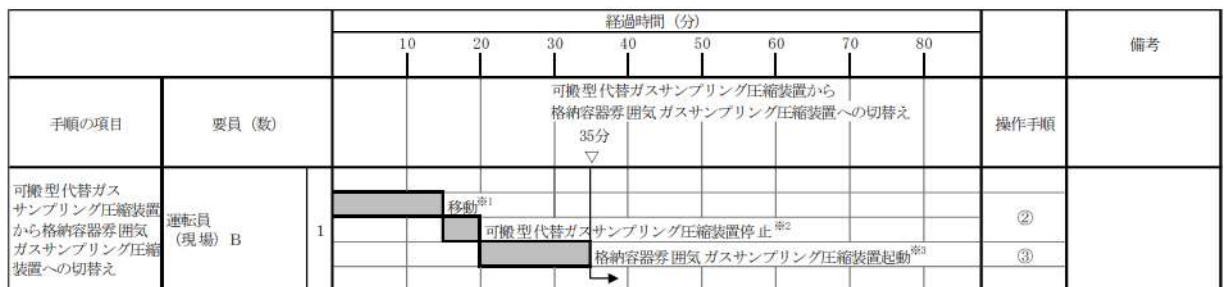 経過時間（分）
10 20 30 40 50 60 70 80
備考
手順の項目
要員（数）
可搬型代替ガスサンプリング圧縮装置から
格納容器雰囲気ガスサンプリング圧縮装置への切替え
35分
▽
操作手順
可搬型代替ガス
サンプリング圧縮装置
から格納容器雰囲気
ガスサンプリング圧縮
装置への切替え
運転員
（現場）B
1
移動※1
可搬型代替ガスサンプリング圧縮装置停止※2
②
格納容器雰囲気ガスサンプリング圧縮装置起動※3
③